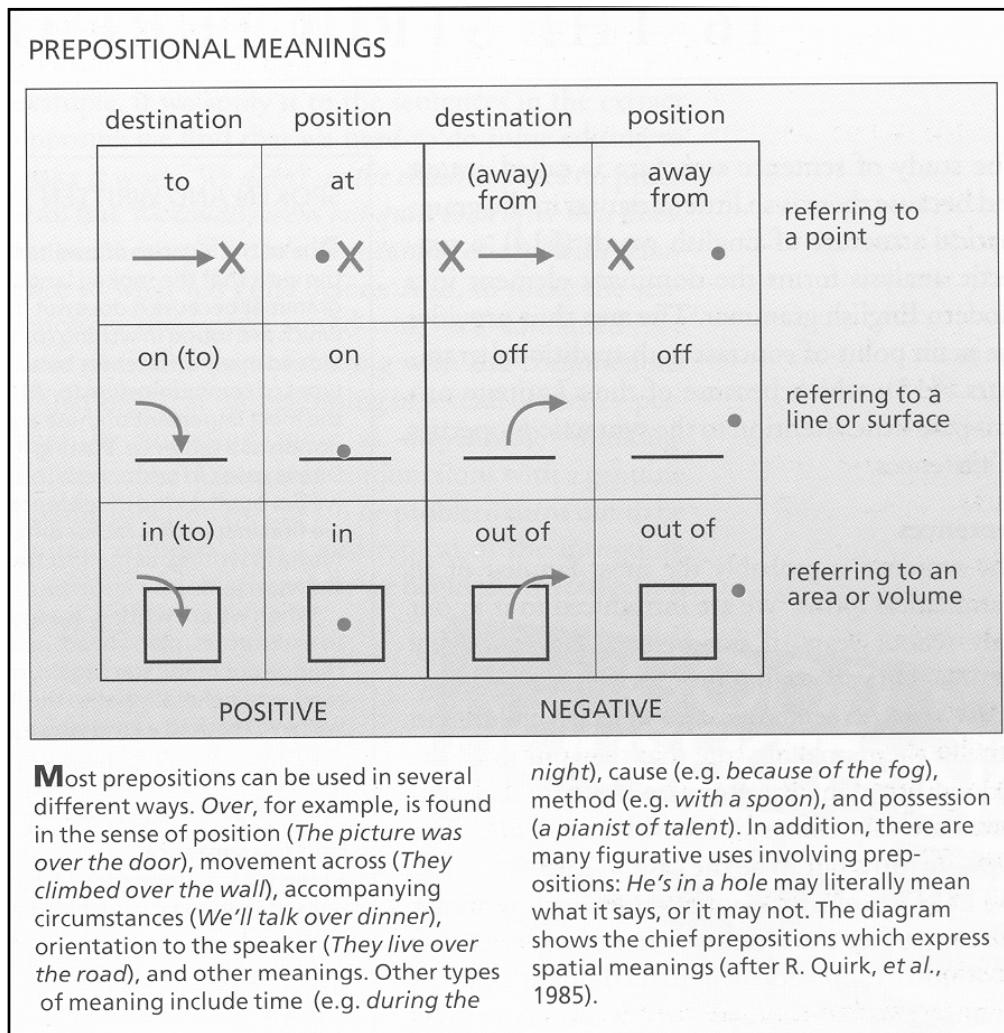 PREPOSITIONAL MEANINGS
destination position destination position
to at (away) from away from
referring to
a point
on (to) on off off
referring to a
line or surface
in (to) in out of out of
referring to an
area or volume
POSITIVE NEGATIVE
Most prepositions can be used in several
different ways. Over, for example, is found
in the sense of position (The picture was
over the door), movement across (They
climbed over the wall), accompanying
circumstances (We'll talk over dinner),
orientation to the speaker (They live over
the road), and other meanings. Other types
of meaning include time (e.g. during the
night), cause (e.g. because of the fog),
method (e.g. with a spoon), and possession
(a pianist of talent). In addition, there are
many figurative uses involving prep-
ositions: He's in a hole may literally mean
what it says, or it may not. The diagram
shows the chief prepositions which express
spatial meanings (after R. Quirk, et al.,
1985).